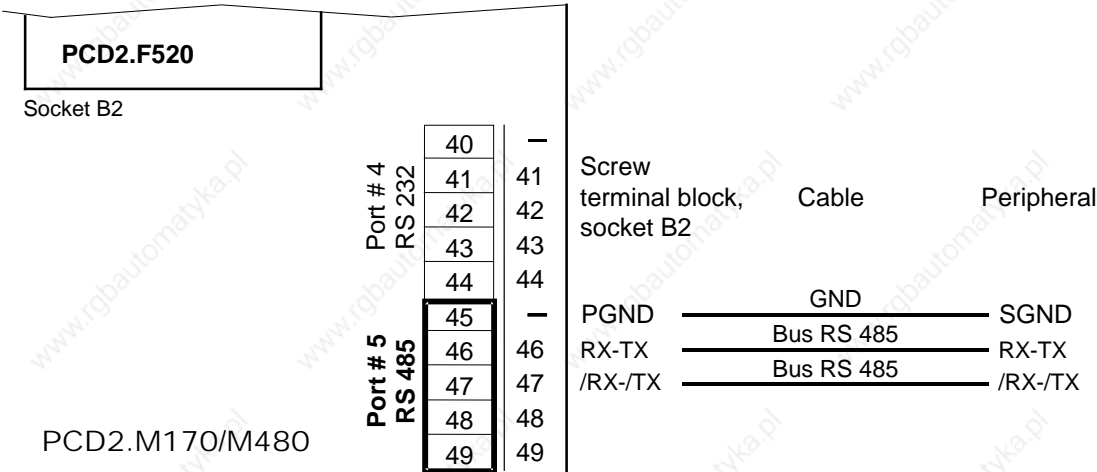 PCD2.F520
Socket B2
40 –
41 41
42 42
43 43
44 44
45 –
46 46
47 47
48 48
49 49
Port # 4
RS 232
Port # 5
RS 485
Screw
terminal block,
socket B2
Cable
Peripheral
PGND GND SGND
RX-TX Bus RS 485 RX-TX
/RX-/TX Bus RS 485 /RX-/TX
PCD2.M170/M480
www.rgbautomatyka.pl